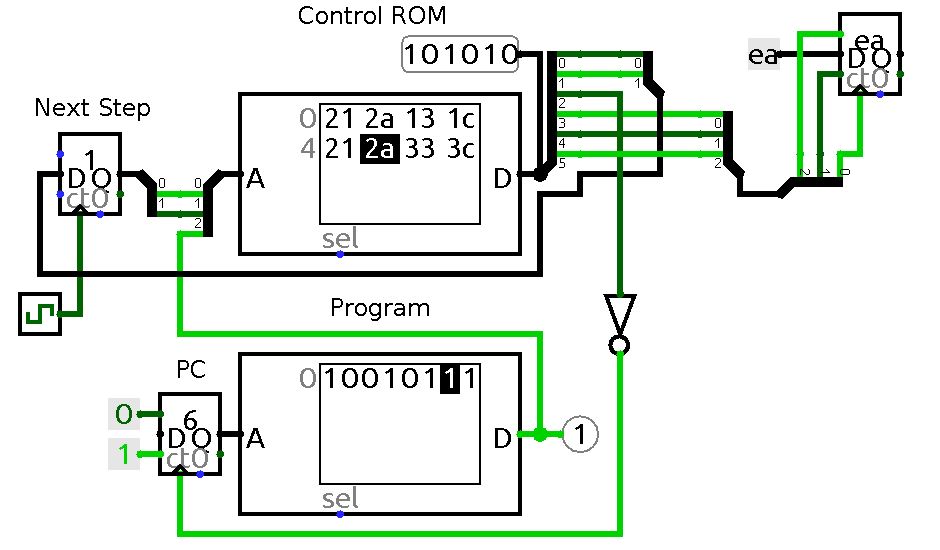 Control ROM
101010
ea
ea
D Q
ct0
0
1
2
3
4
5
0
1
0
1
2
2
1
0
Next Step
1
D Q
ct0
0
1
0
1
2
A
0 21 2a 13 1c
4 21 2a 33 3c
D
sel
Program
PC
0
1
6
D Q
ct0
A
0 10010111
D
1
sel